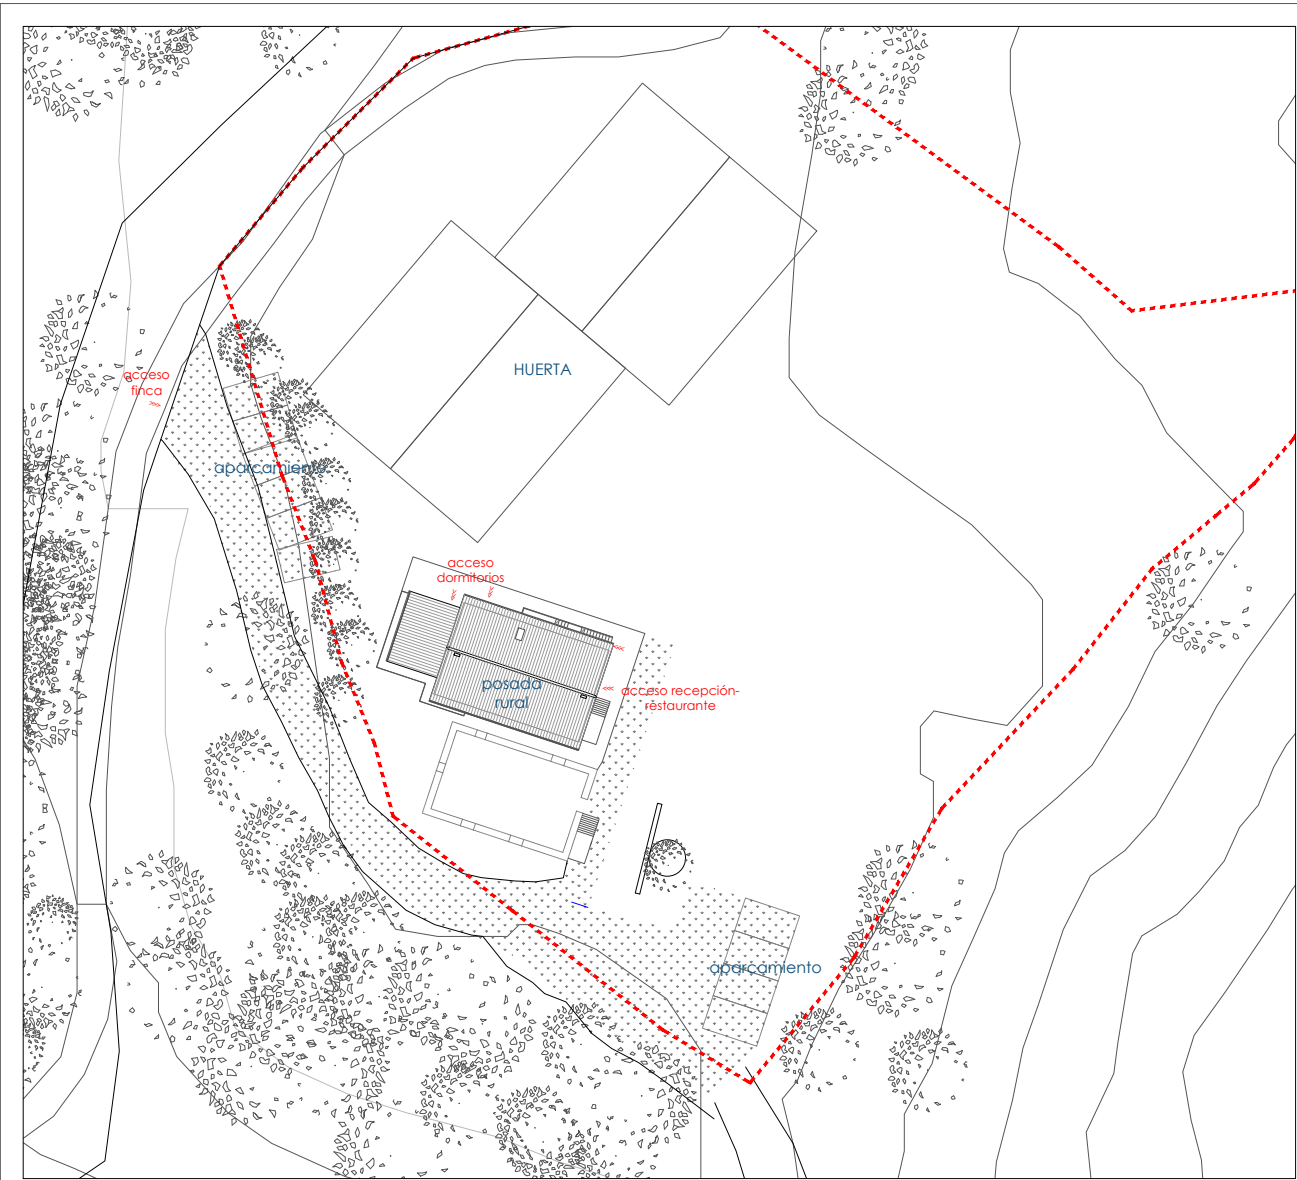 HUERTA
acceso
finca
aparcamiento
acceso
dormitorios
posada
rural
acceso recepción-
restaurante
aparcamiento